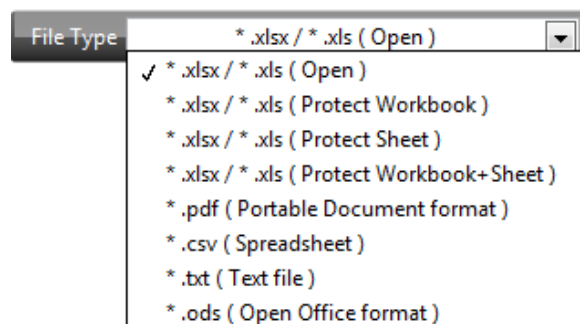 File Type * .xlsx / * .xls ( Open )
* .xlsx / * .xls ( Open )
* .xlsx / * .xls ( Protect Workbook )
* .xlsx / * .xls ( Protect Sheet )
* .xlsx / * .xls ( Protect Workbook+Sheet )
* .pdf ( Portable Document format )
* .csv ( Spreadsheet )
* .txt ( Text file )
* .ods ( Open Office format )